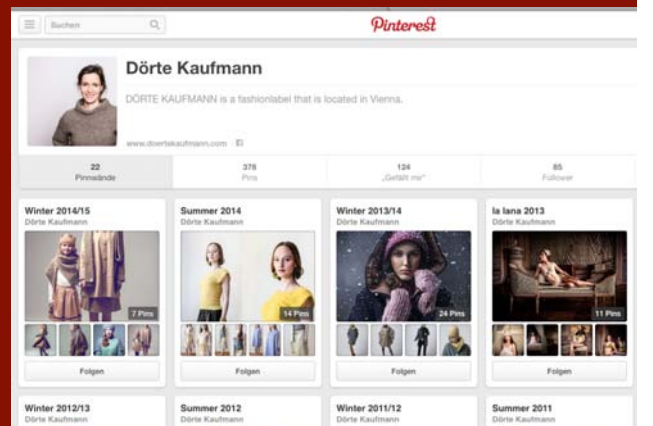 Suchen
Pinterest
Dörte Kaufmann
DÖRTE KAUFMANN is a fashionlabel that is located in Vienna.
www.doertekaufmann.com
22
Pinnwände
378
Pins
124
„Gefällt mir"
85
Follower
Winter 2014/15
Dörte Kaufmann
7 Pins
Folgen
Summer 2014
Dörte Kaufmann
14 Pins
Folgen
Winter 2013/14
Dörte Kaufmann
24 Pins
Folgen
la lana 2013
Dörte Kaufmann
11 Pins
Folgen
Winter 2012/13
Dörte Kaufmann
Summer 2012
Dörte Kaufmann
Winter 2011/12
Dörte Kaufmann
Summer 2011
Dörte Kaufmann